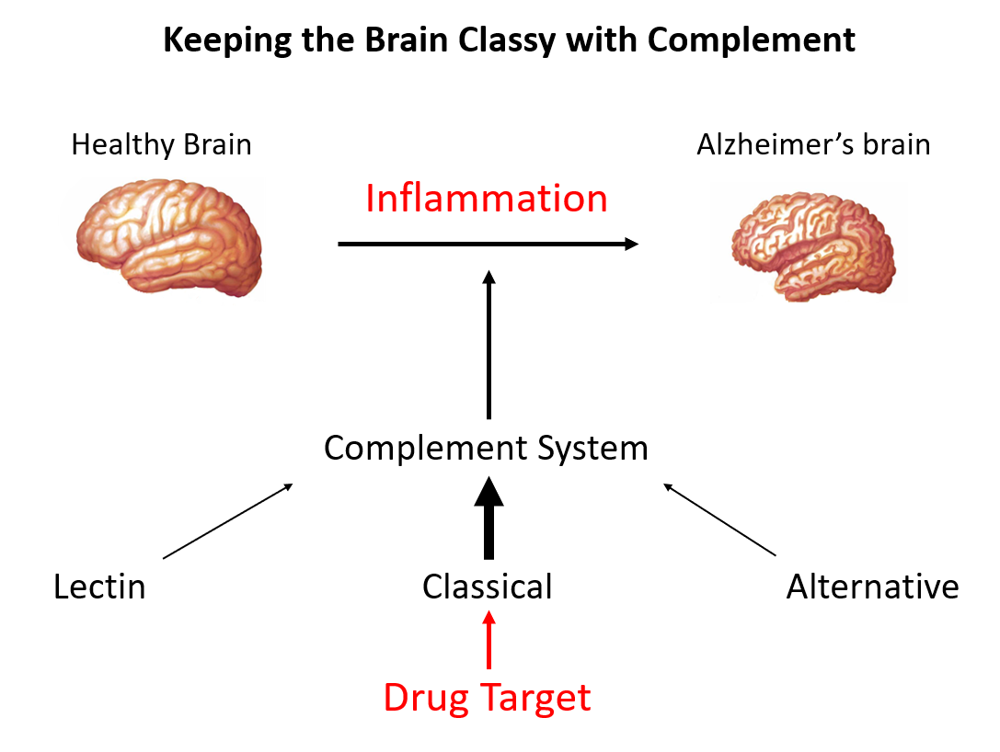 Keeping the Brain Classy with Complement
Healthy Brain
Alzheimer’s brain
Inflammation
Complement System
Lectin
Classical
Alternative
Drug Target